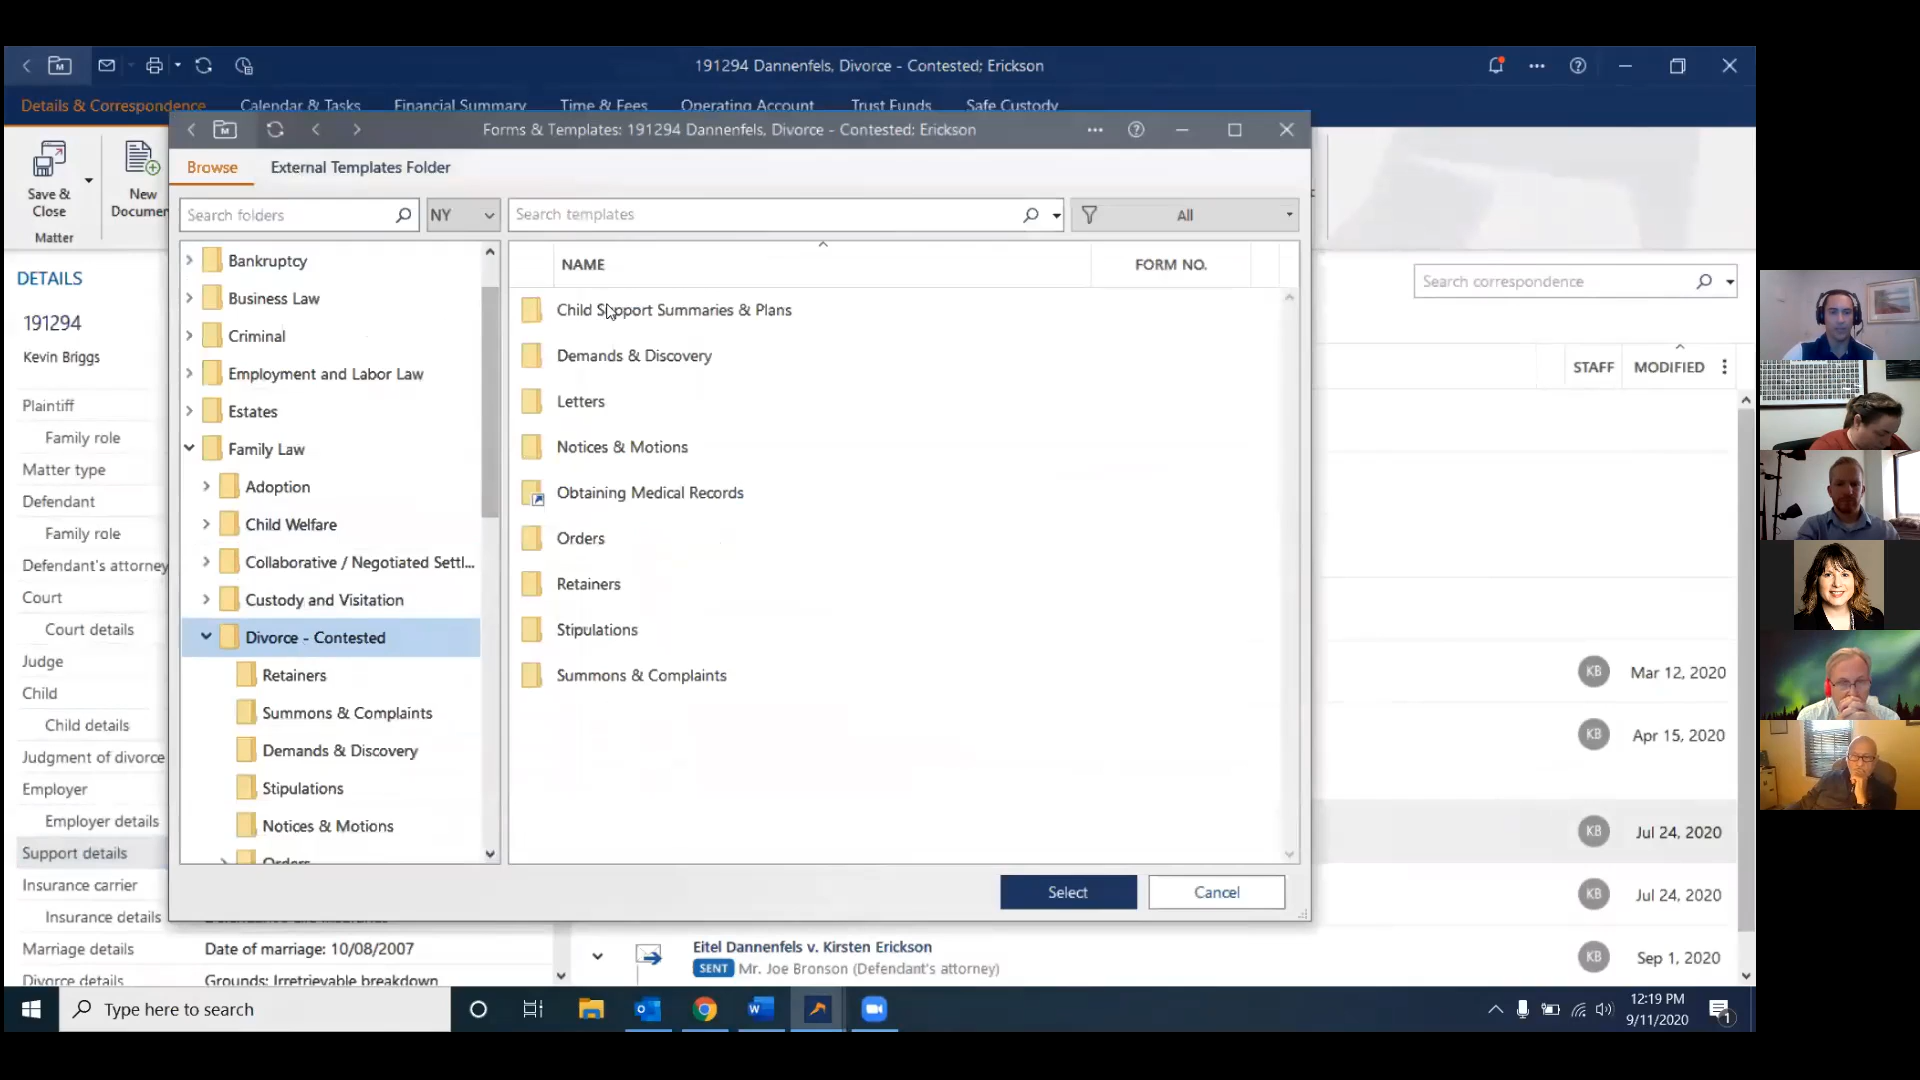 191294 Dannenfels, Divorce - Contested; Erickson
Details & Correspondence
Calendar & Tasks
Financial Summary
Time & Fees
Operating Account
Trust Funds
Safe Custody
Forms & Templates: 191294 Dannenfels, Divorce - Contested; Erickson
Save &
Close
Matter
New
Documen
Browse
External Templates Folder
Search folders
NY
Search templates
All
DETAILS
191294
Kevin Briggs
Plaintiff
Family role
Matter type
Defendant
Family role
Defendant's attorney
Court
Court details
Judge
Child
Child details
Judgment of divorce
Employer
Employer details
Support details
Insurance carrier
Insurance details
Marriage details
Date of marriage: 10/08/2007
Divorce details
Grounds: Irretrievable breakdown
Bankruptcy
Business Law
Criminal
Employment and Labor Law
Estates
Family Law
Adoption
Child Welfare
Collaborative / Negotiated Settl...
Custody and Visitation
Divorce - Contested
Retainers
Summons & Complaints
Demands & Discovery
Stipulations
Notices & Motions
Orders
NAME
FORM NO.
Child Support Summaries & Plans
Demands & Discovery
Letters
Notices & Motions
Obtaining Medical Records
Orders
Retainers
Stipulations
Summons & Complaints
Select
Cancel
Search correspondence
STAFF
MODIFIED
KB
Mar 12, 2020
KB
Apr 15, 2020
KB
Jul 24, 2020
KB
Jul 24, 2020
Eitel Dannenfels v. Kirsten Erickson
SENT Mr. Joe Bronson (Defendant's attorney)
KB
Sep 1, 2020
Type here to search
12:19 PM
9/11/2020
1